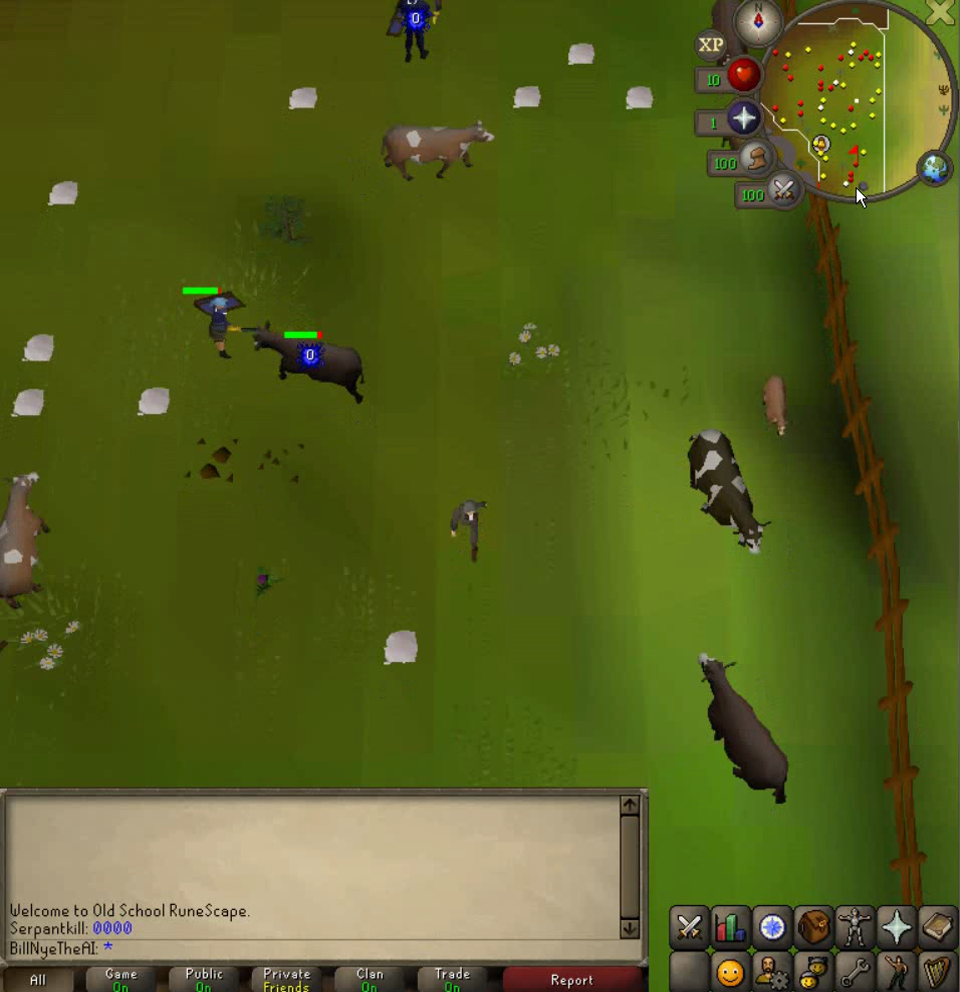 0
N
XP
10
1
100
100
0
Welcome to Old School RuneScape.
Serpantkill: 0000
BillNyeTheAI: *
All
Game
On
Public
On
Private
Friends
Clan
On
Trade
On
Report